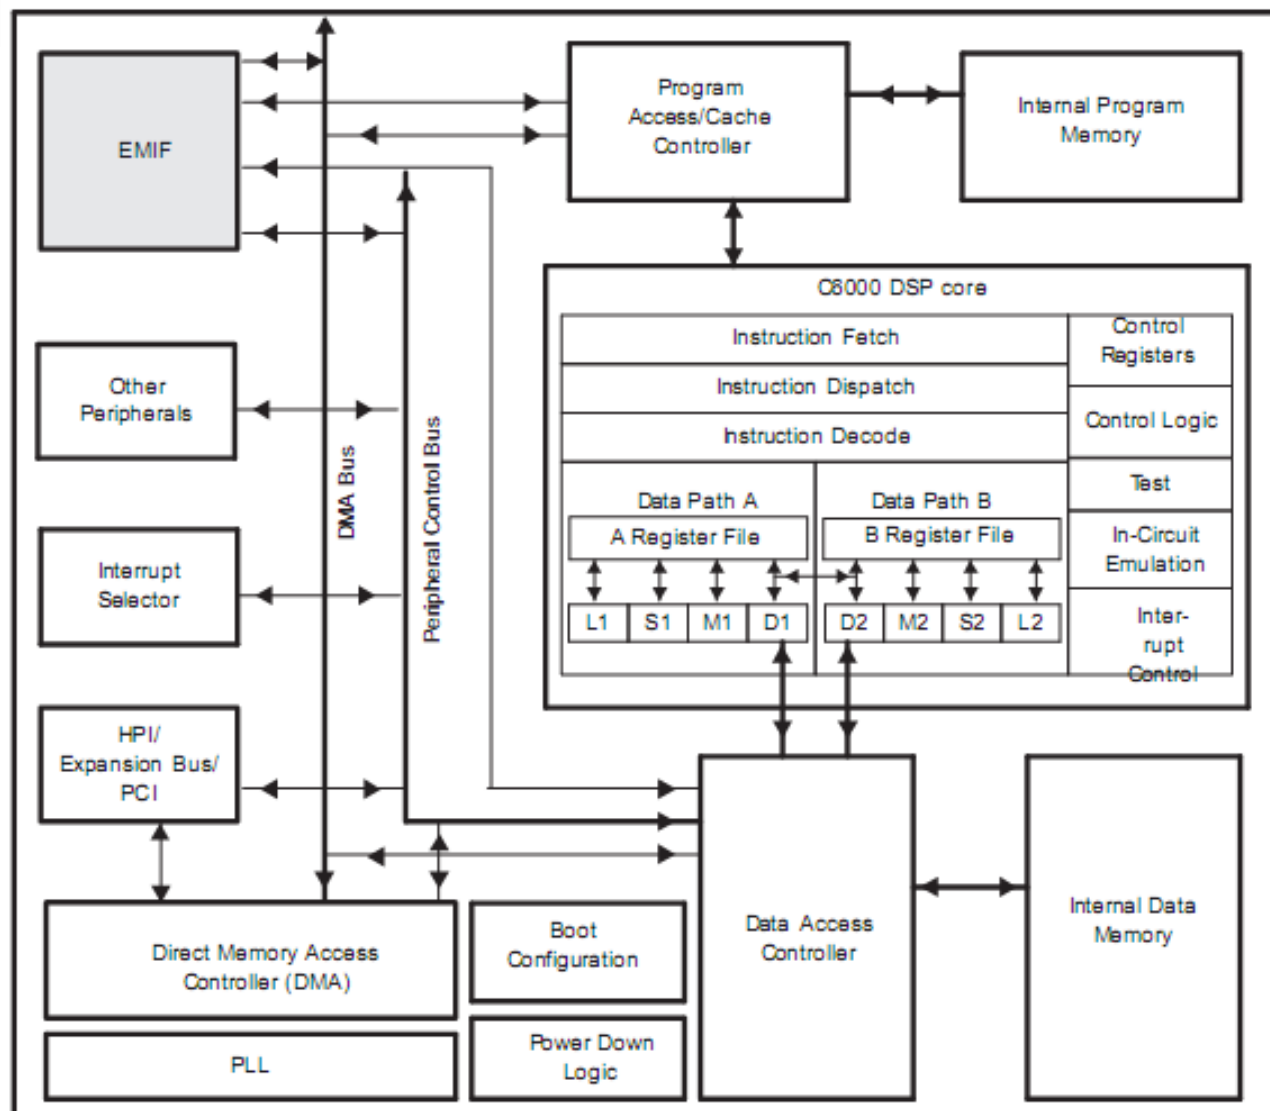 EMIF
Program
Access/Cache
Controller
Internal Program
Memory
C6000 DSP core
Instruction Fetch
Instruction Dispatch
Instruction Decode
Control
Registers
Control Logic
Test
In-Circuit
Emulation
Inter-
rupt
Control
Data Path A
A Register File
L1
S1
M1
D1
Data Path B
B Register File
D2
M2
S2
L2
Other
Peripherals
Interrupt
Selector
HPI/
Expansion Bus/
PCI
DMA Bus
Peripheral Control Bus
Direct Memory Access
Controller (DMA)
PLL
Boot
Configuration
Power Down
Logic
Data Access
Controller
Internal Data
Memory